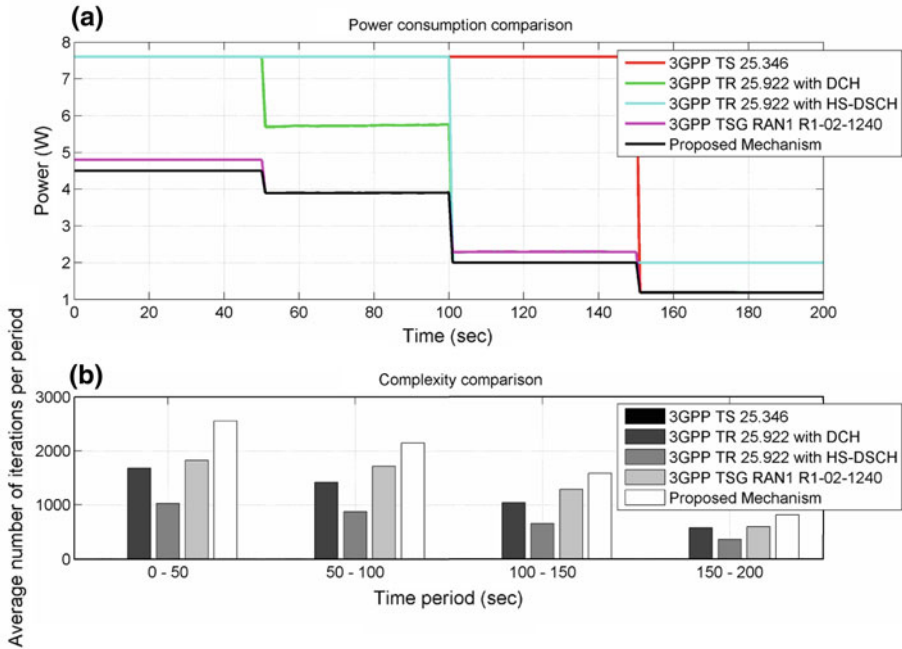 (a)
Power consumption comparison
8
7
6
5
4
3
2
1
Power (W)
3GPP TS 25.346
3GPP TR 25.922 with DCH
3GPP TR 25.922 with HS-DSCH
3GPP TSG RAN1 R1-02-1240
Proposed Mechanism
0 20 40 60 80 100 120 140 160 180 200
Time (sec)
(b)
Complexity comparison
3000
2000
1000
0
Average number of iterations per period
3GPP TS 25.346
3GPP TR 25.922 with DCH
3GPP TR 25.922 with HS-DSCH
3GPP TSG RAN1 R1-02-1240
Proposed Mechanism
0 - 50 50 - 100 100 - 150 150 - 200
Time period (sec)